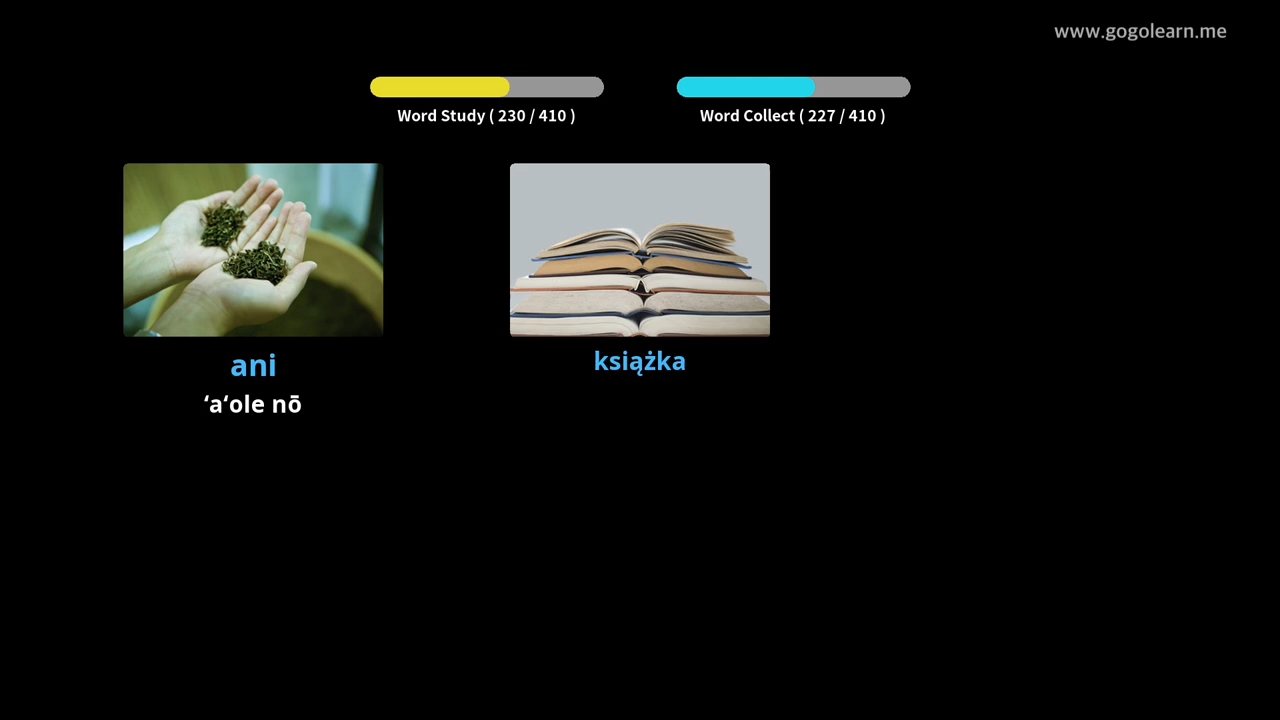 www.gogolearn.me
Word Study ( 230 / 410 )
Word Collect ( 227 / 410 )
ani
ʻaʻole nō
książka